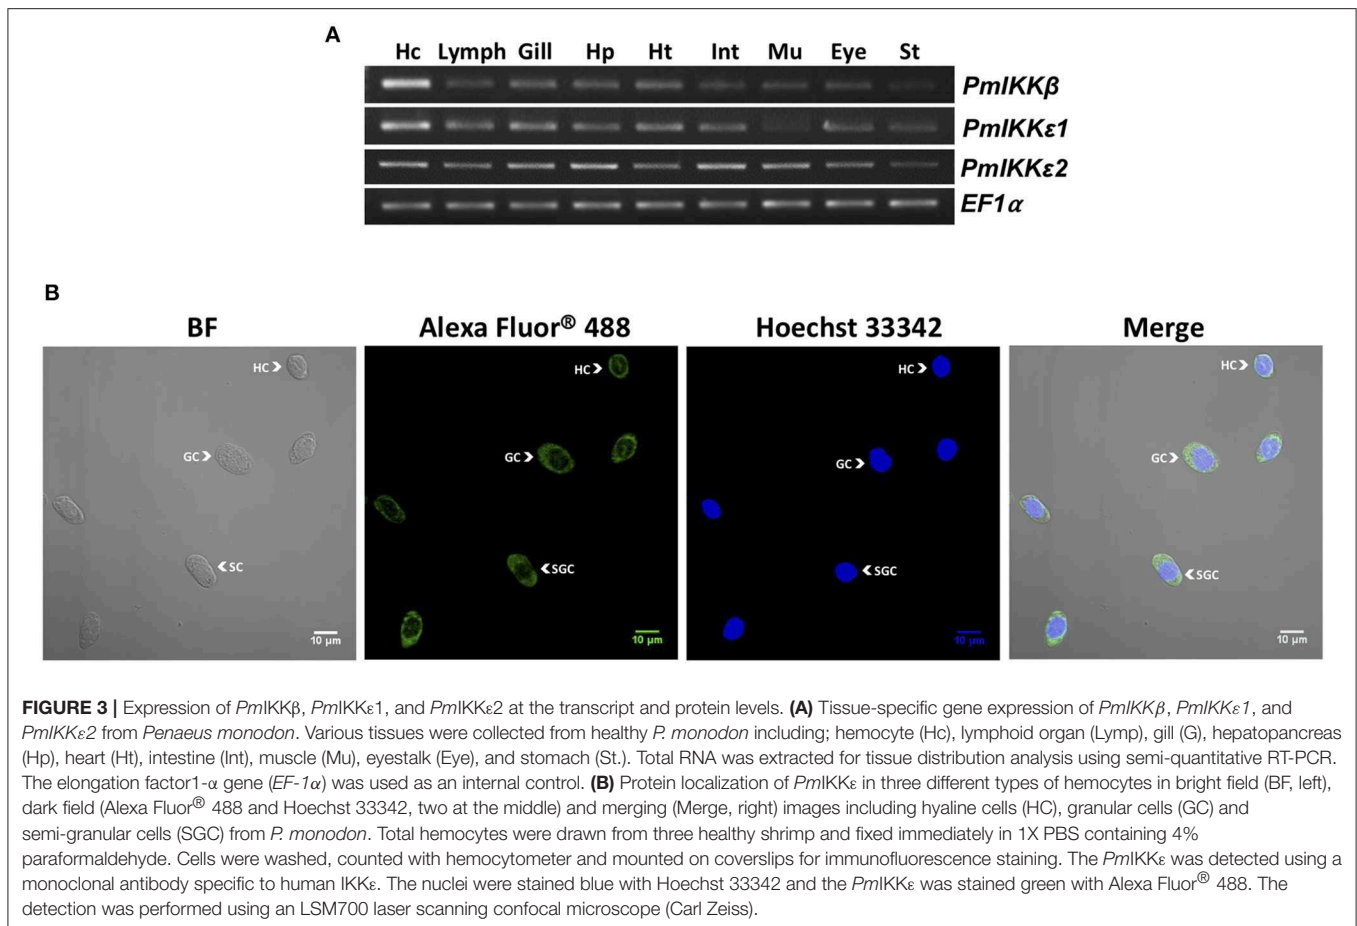 A
Hc Lymph Gill Hp Ht Int Mu Eye St
PmIKKβ
PmIKKε1
PmIKKε2
EF1α
B
BF Alexa Fluor® 488 Hoechst 33342 Merge
HC HC HC HC
GC GC GC GC
SC SGC SGC SGC
10 µm 10 µm 10 µm 10 µm
FIGURE 3 | Expression of PmIKKβ, PmIKKε1, and PmIKKε2 at the transcript and protein levels. (A) Tissue-specific gene expression of PmIKKβ, PmIKKε1, and
PmIKKε2 from Penaeus monodon. Various tissues were collected from healthy P. monodon including; hemocyte (Hc), lymphoid organ (Lymp), gill (G), hepatopancreas
(Hp), heart (Ht), intestine (Int), muscle (Mu), eyestalk (Eye), and stomach (St.). Total RNA was extracted for tissue distribution analysis using semi-quantitative RT-PCR.
The elongation factor1-α gene (EF-1α) was used as an internal control. (B) Protein localization of PmIKKε in three different types of hemocytes in bright field (BF, left),
dark field (Alexa Fluor® 488 and Hoechst 33342, two at the middle) and merging (Merge, right) images including hyaline cells (HC), granular cells (GC) and
semi-granular cells (SGC) from P. monodon. Total hemocytes were drawn from three healthy shrimp and fixed immediately in 1X PBS containing 4%
paraformaldehyde. Cells were washed, counted with hemocytometer and mounted on coverslips for immunofluorescence staining. The PmIKKε was detected using a
monoclonal antibody specific to human IKKε. The nuclei were stained blue with Hoechst 33342 and the PmIKKε was stained green with Alexa Fluor® 488. The
detection was performed using an LSM700 laser scanning confocal microscope (Carl Zeiss).